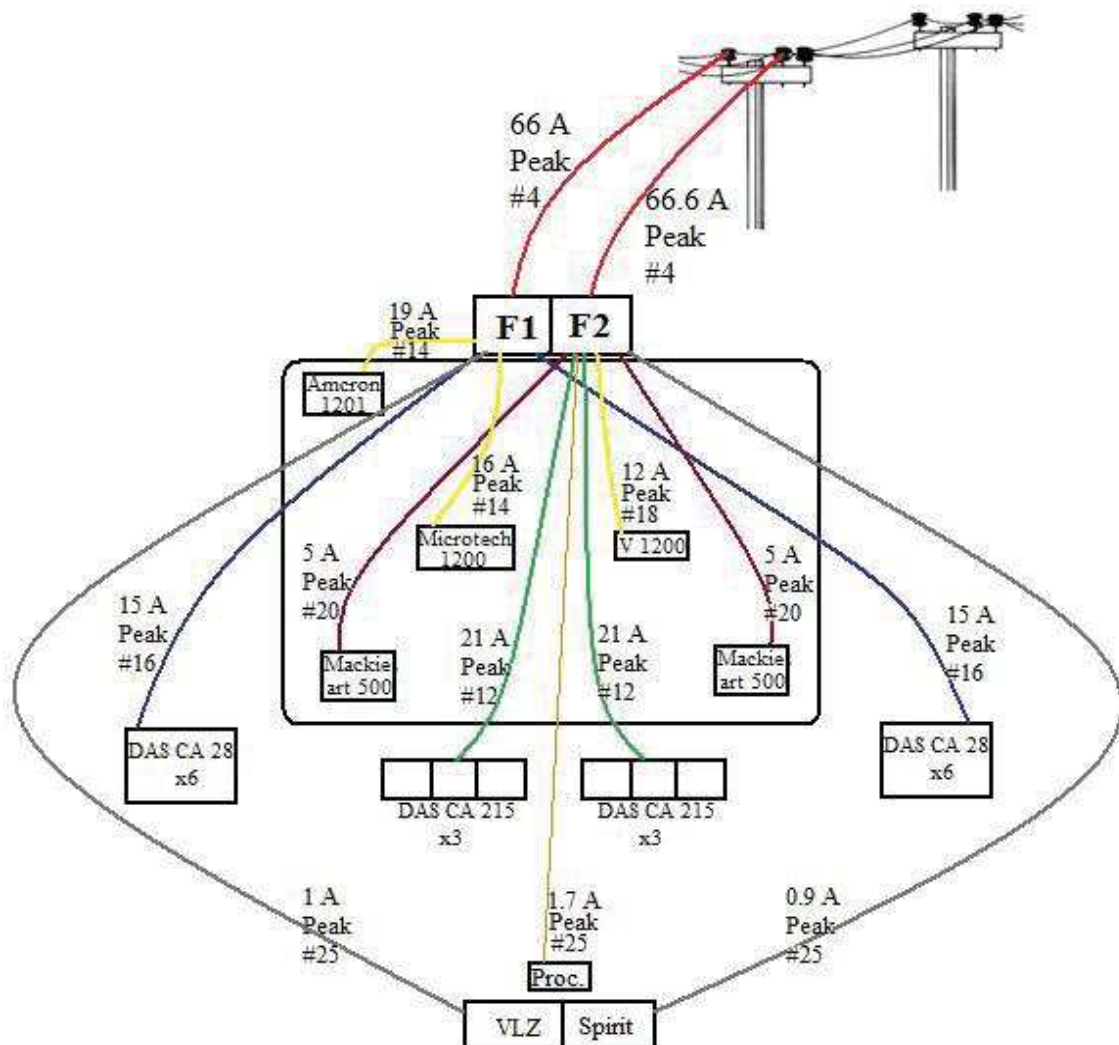 66 A
Peak
#4
66.6 A
Peak
#4
F1
F2
19 A
Peak
#14
Amcron
1201
16 A
Peak
#14
Microtech
1200
12 A
Peak
#18
V 1200
5 A
Peak
#20
Mackie
art 500
5 A
Peak
#20
Mackie
art 500
15 A
Peak
#16
DAS CA 28
x6
21 A
Peak
#12
DAS CA 215
x3
21 A
Peak
#12
DAS CA 215
x3
15 A
Peak
#16
DAS CA 28
x6
1 A
Peak
#25
1.7 A
Peak
#25
0.9 A
Peak
#25
Proc.
VLZ
Spirit